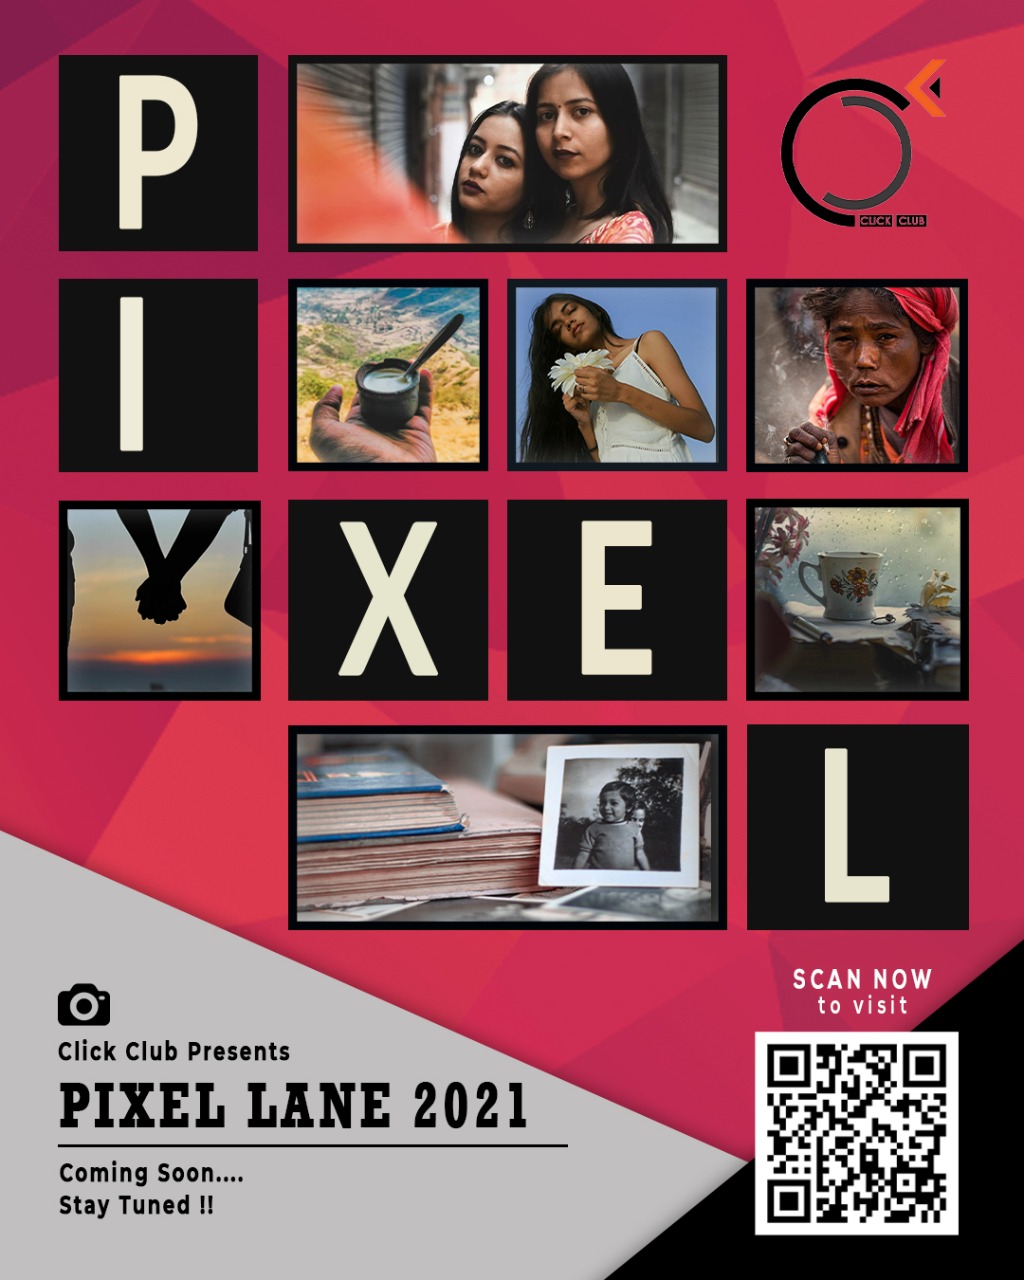 P
CLICK CLUB
I
X E
L
SCAN NOW
to visit
Click Club Presents
PIXEL LANE 2021
Coming Soon....
Stay Tuned !!